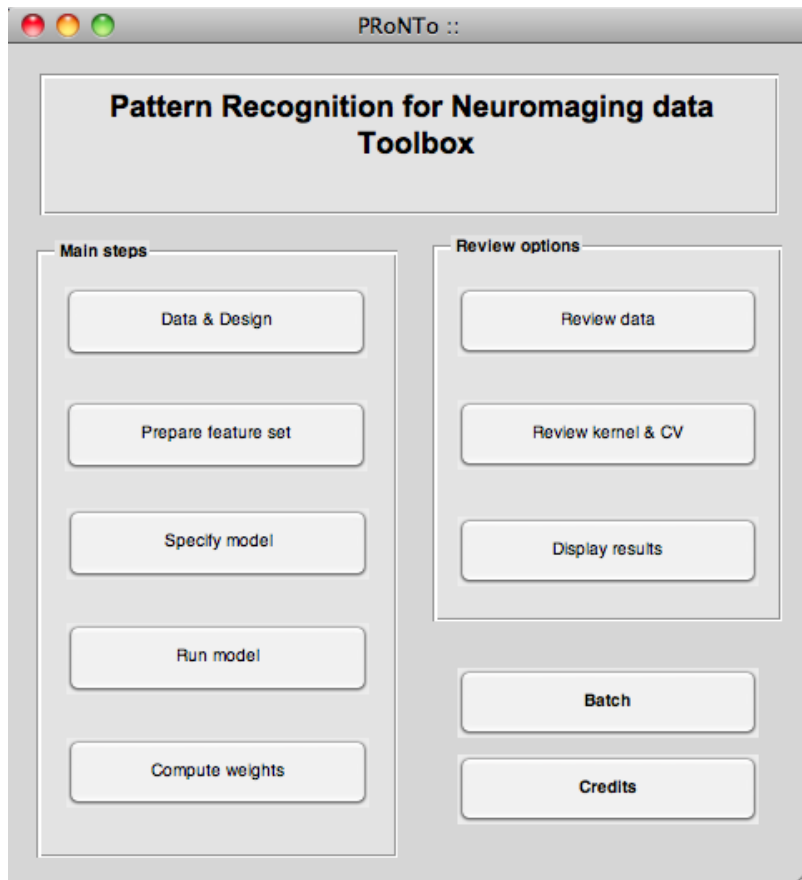 PRoNTo ::
Pattern Recognition for Neuromaging data
Toolbox
Main steps
Data & Design
Prepare feature set
Specify model
Run model
Compute weights
Review options
Review data
Review kernel & CV
Display results
Batch
Credits